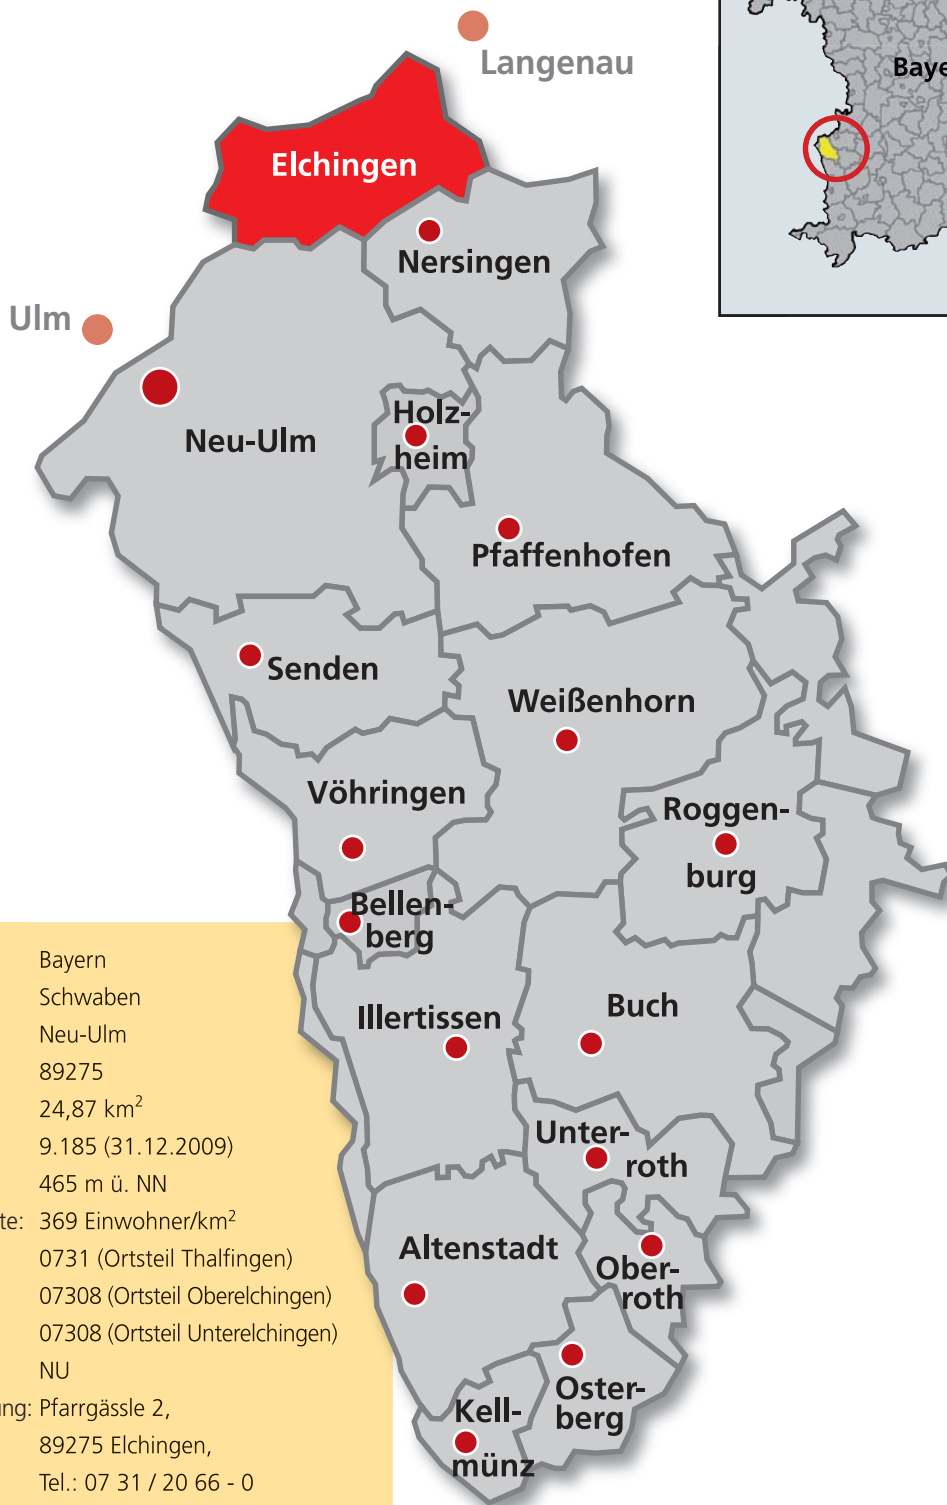 Langenau
Baye
Elchingen
Nersingen
Ulm
Neu-Ulm
Holz-
heim
Pfaffenhofen
Senden
Weißenhorn
Vöhringen
Roggen-
burg
Bellen-
berg
Illertissen
Buch
Unter-
roth
Altenstadt
Ober-
roth
Oster-
berg
Kell-
münz
Bayern
Schwaben
Neu-Ulm
89275
24,87 km²
9.185 (31.12.2009)
465 m ü. NN
te: 369 Einwohner/km²
0731 (Ortsteil Thalfingen)
07308 (Ortsteil Oberelchingen)
07308 (Ortsteil Unterelchingen)
NU
ung: Pfarrgässle 2,
89275 Elchingen,
Tel.: 07 31 / 20 66 - 0